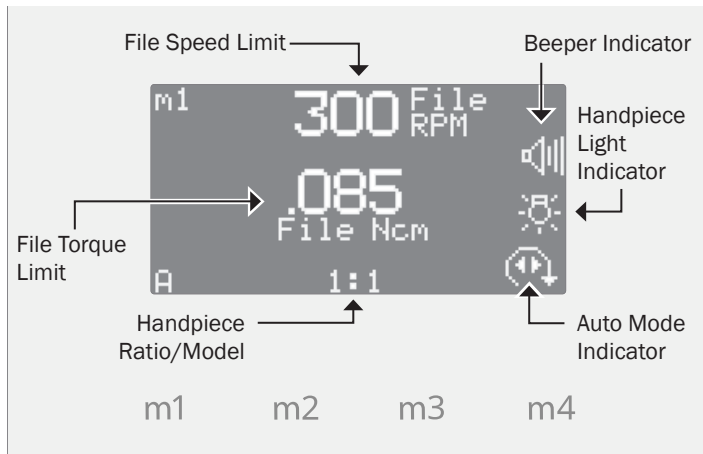 File Speed Limit
Beeper Indicator
m1
300 File RPM
Handpiece
Light
Indicator
.085
File Ncm
File Torque
Limit
A
1:1
Handpiece
Ratio/Model
Auto Mode
Indicator
m1 m2 m3 m4